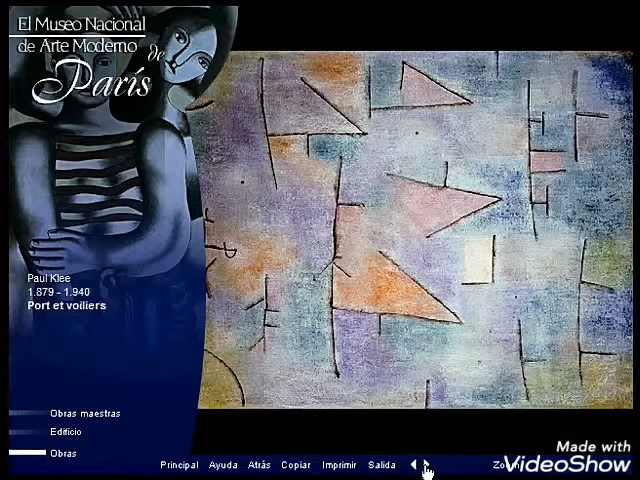 El Museo Nacional
de Arte Moderno
de
París
Paul Klee
1.879 - 1.940
Port et voiliers
Obras maestras
Edificio
Obras
Principal Ayuda Atrás Copiar Imprimir Salida
Made with
VideoShow